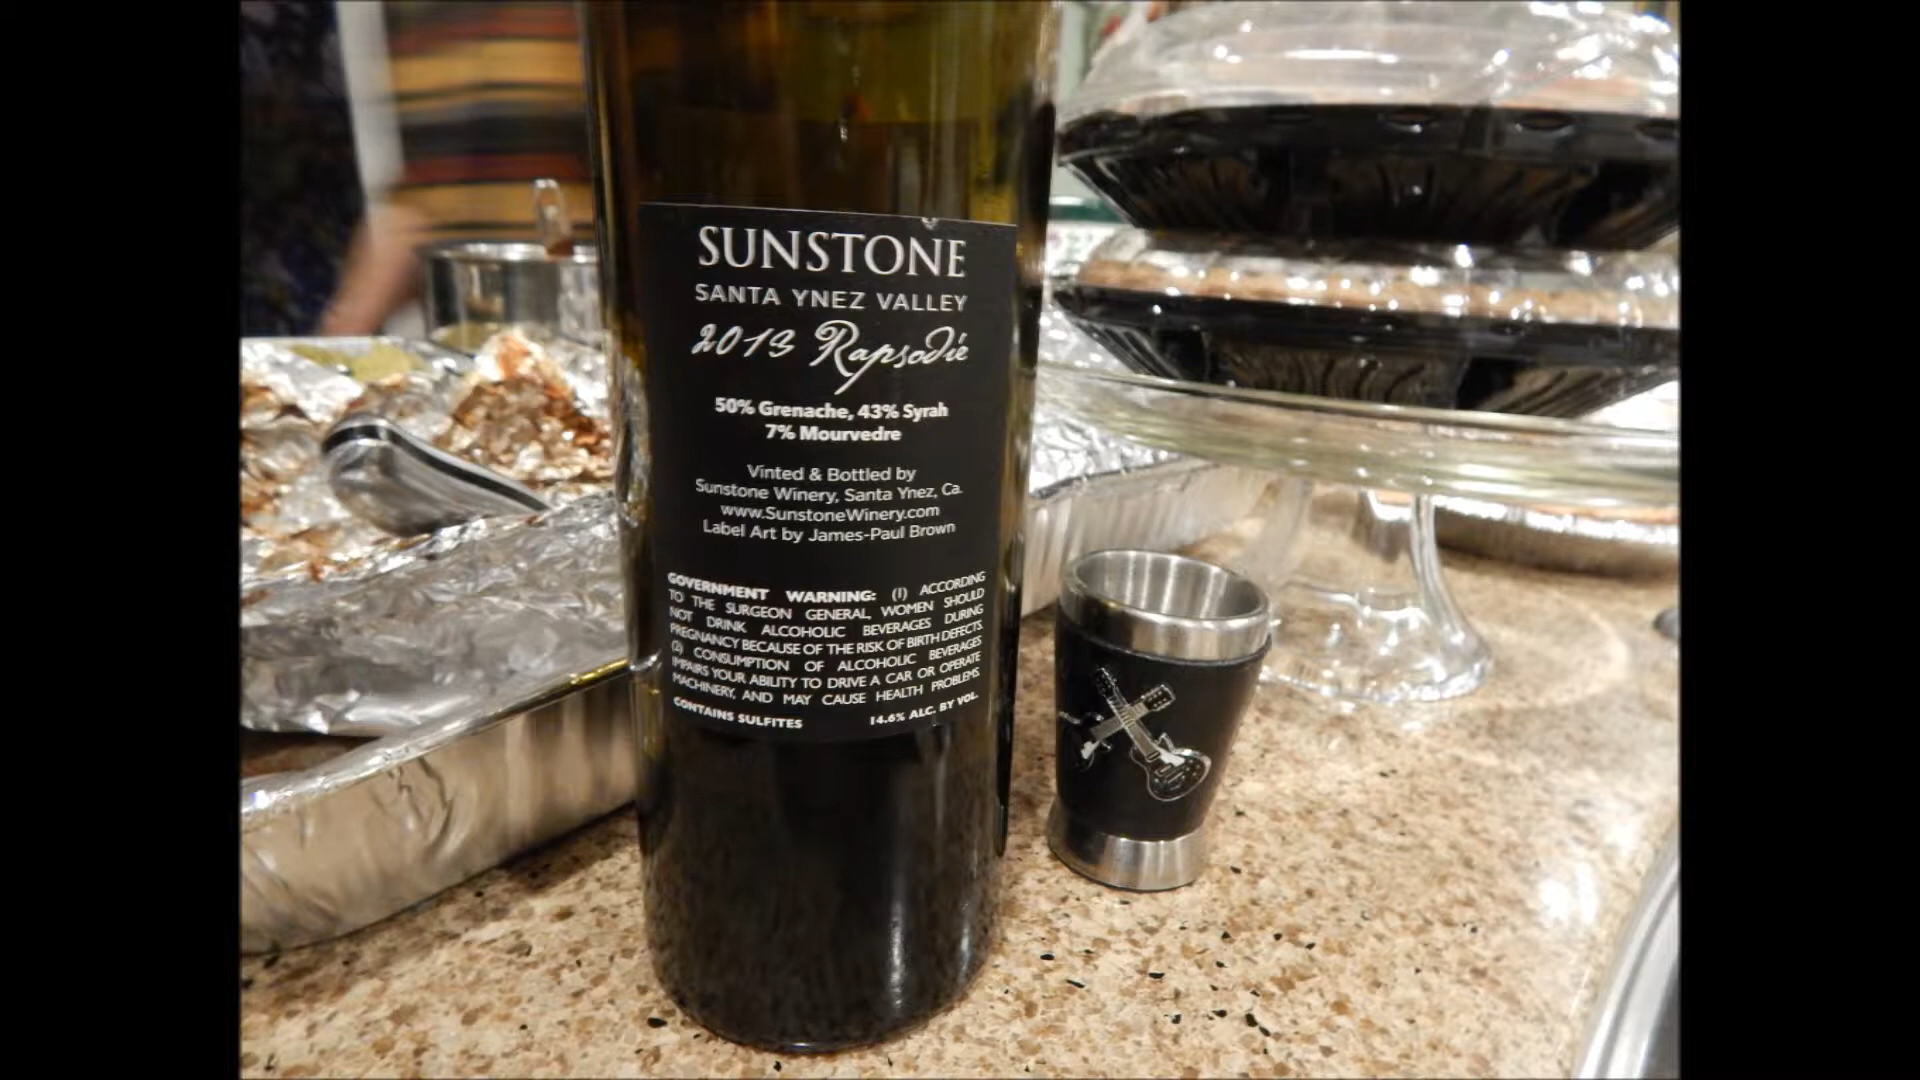 SUNSTONE
SANTA YNEZ VALLEY
2013 Rapsodie
50% Grenache, 43% Syrah
7% Mourvedre
Vinted & Bottled by
Sunstone Winery, Santa Ynez, Ca.
www.SunstoneWinery.com
Label Art by James-Paul Brown
GOVERNMENT WARNING: (1) ACCORDING
TO THE SURGEON GENERAL, WOMEN SHOULD
NOT DRINK ALCOHOLIC BEVERAGES DURING
PREGNANCY BECAUSE OF THE RISK OF BIRTH DEFECTS.
(2) CONSUMPTION OF ALCOHOLIC BEVERAGES
IMPAIRS YOUR ABILITY TO DRIVE A CAR OR OPERATE
MACHINERY, AND MAY CAUSE HEALTH PROBLEMS
CONTAINS SULFITES 14.6% ALC. BY VOL.